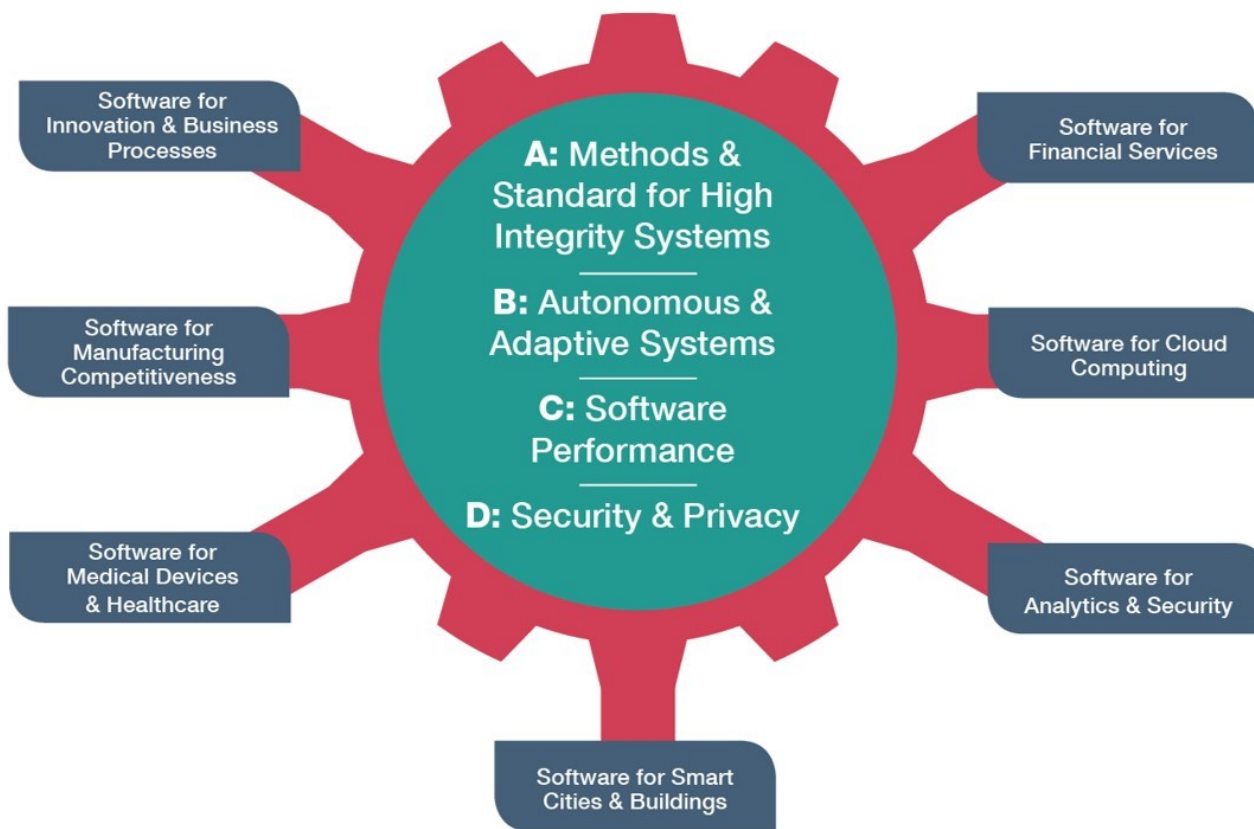 Software for
Innovation & Business
Processes
Software for
Manufacturing
Competitiveness
Software for
Medical Devices
& Healthcare
A: Methods &
Standard for High
Integrity Systems
B: Autonomous &
Adaptive Systems
C: Software
Performance
D: Security & Privacy
Software for
Financial Services
Software for Cloud
Computing
Software for
Analytics & Security
Software for Smart
Cities & Buildings